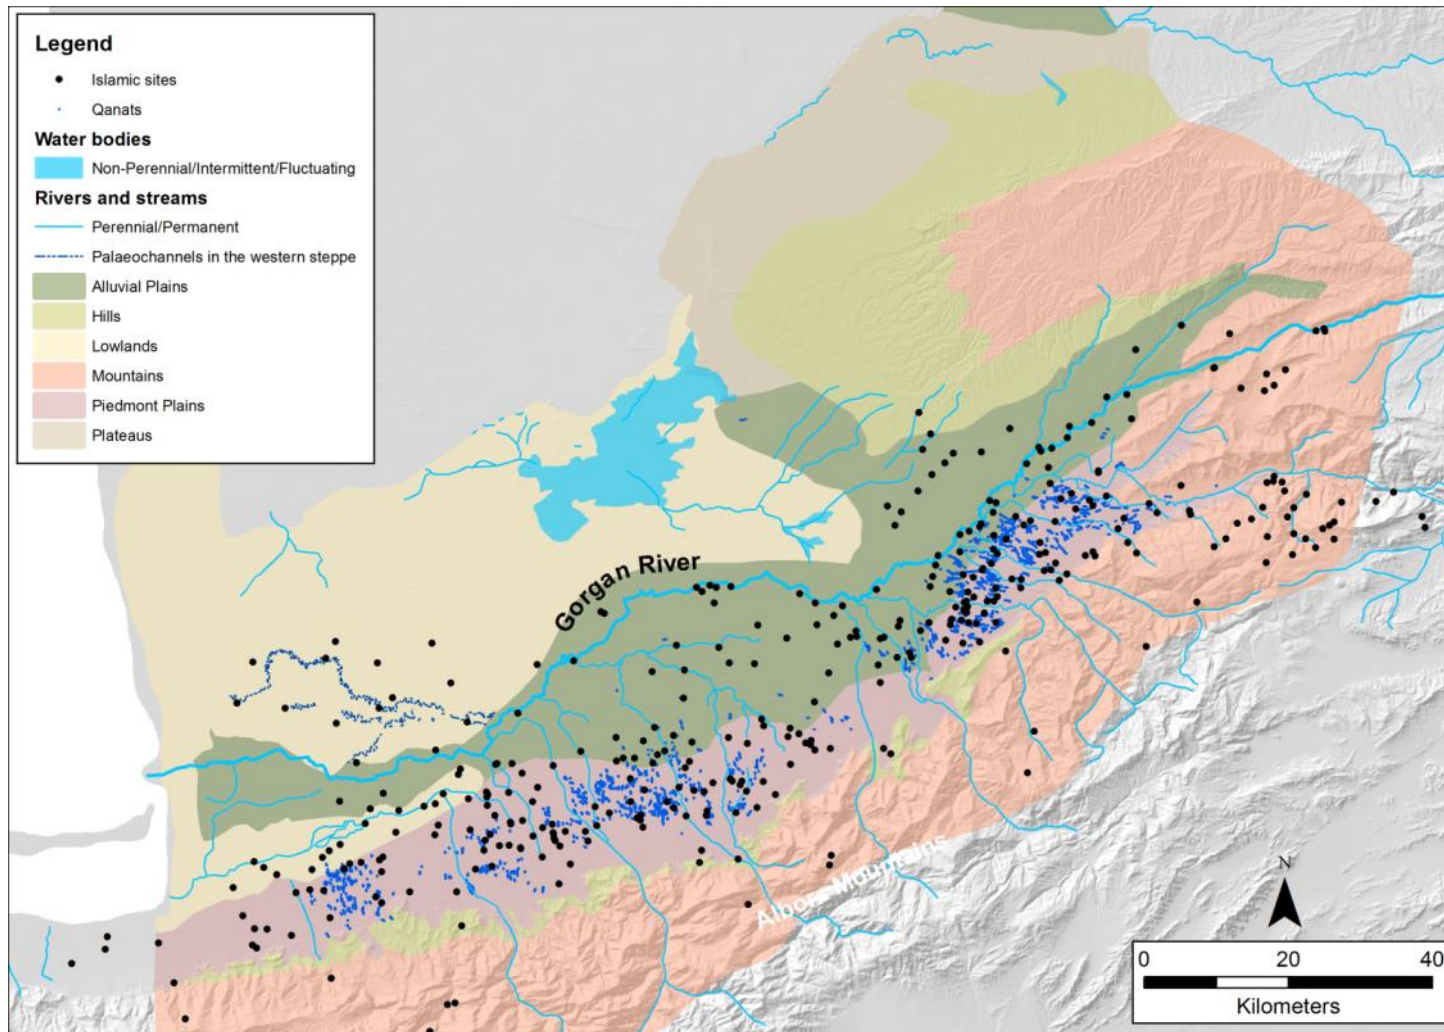 Legend
Islamic sites
Qanats
Water bodies
Non-Perennial/Intermittent/Fluctuating
Rivers and streams
Perennial/Permanent
Palaeochannels in the western steppe
Alluvial Plains
Hills
Lowlands
Mountains
Piedmont Plains
Plateaus
Gorgan River
Alborz Mountains
N
0 20 40
Kilometers